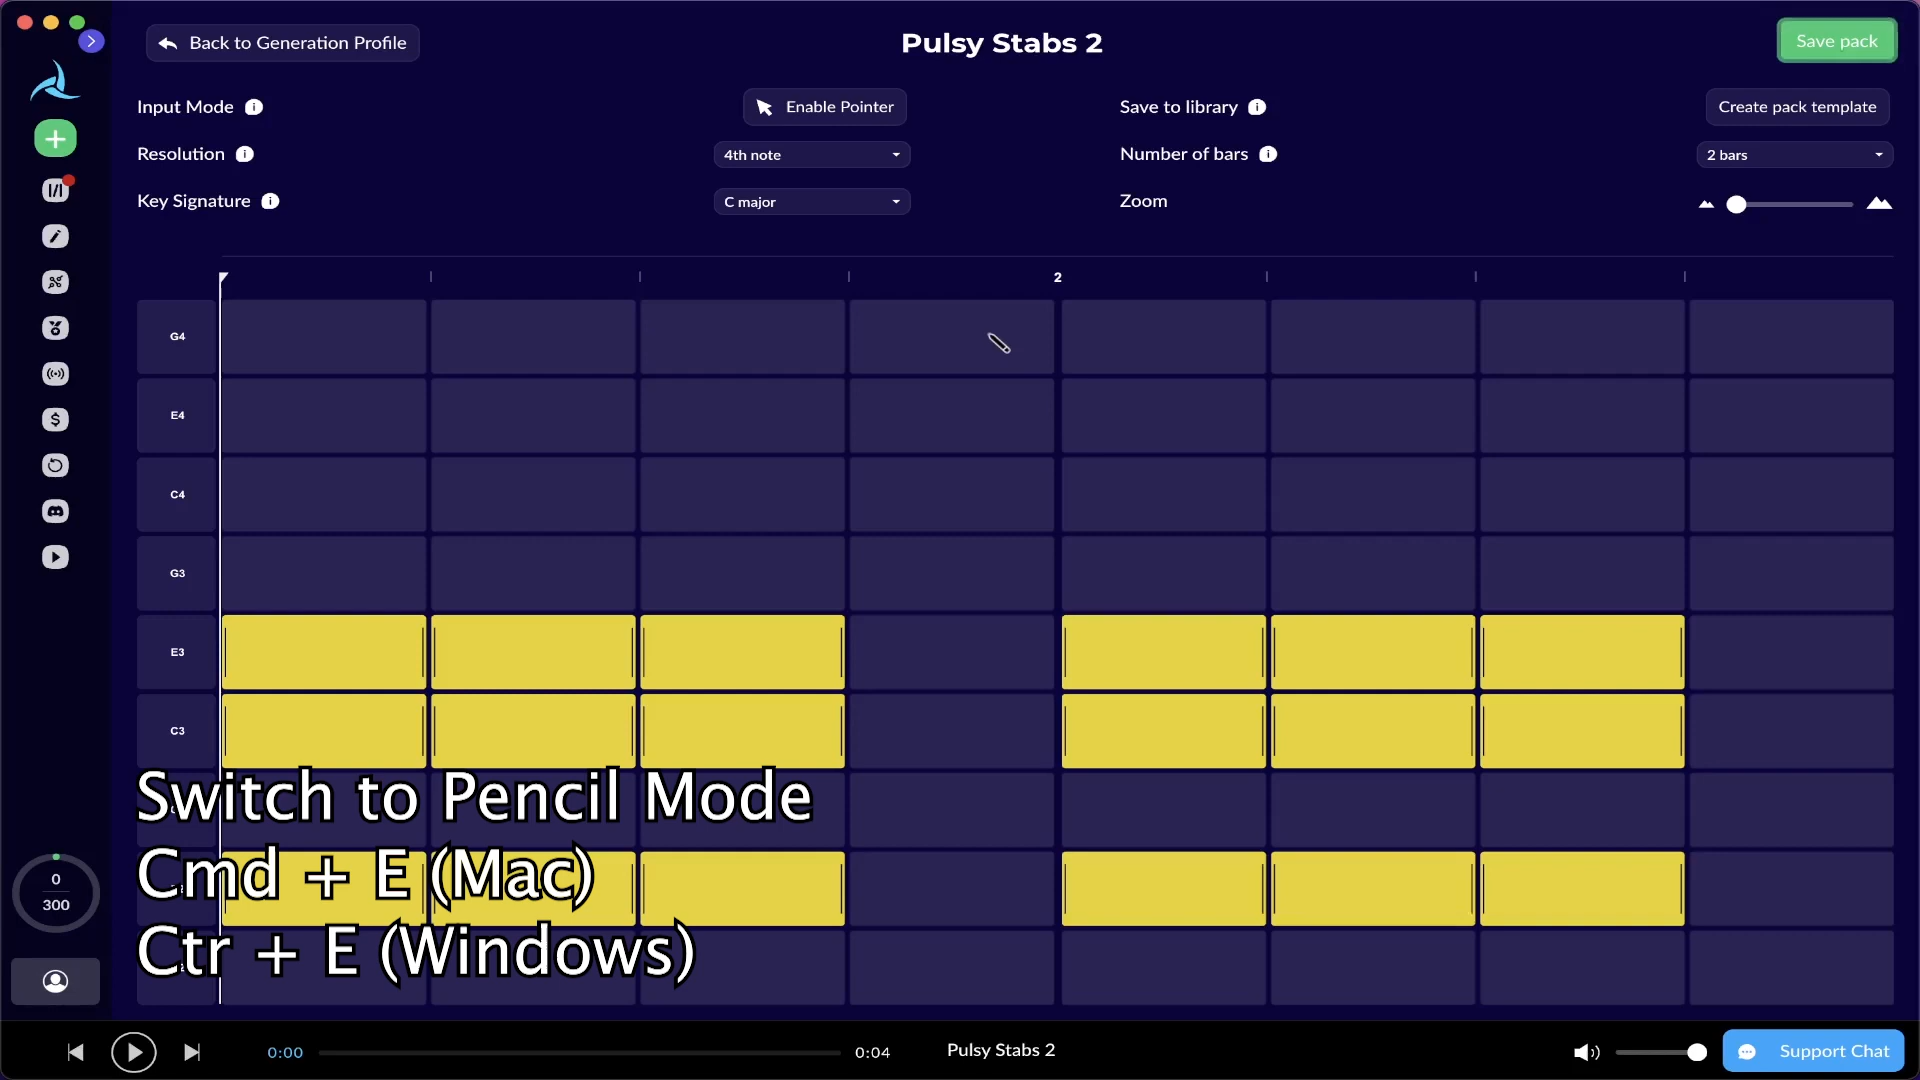 Back to Generation Profile
Pulsy Stabs 2
Save pack
Input Mode
Enable Pointer
Save to library
Create pack template
Resolution
4th note
Number of bars
2 bars
Key Signature
C major
Zoom
2
G4
E4
C4
G3
E3
C3
Switch to Pencil Mode
Cmd + E (Mac)
Ctr + E (Windows)
0
300
0:00
0:04
Pulsy Stabs 2
Support Chat